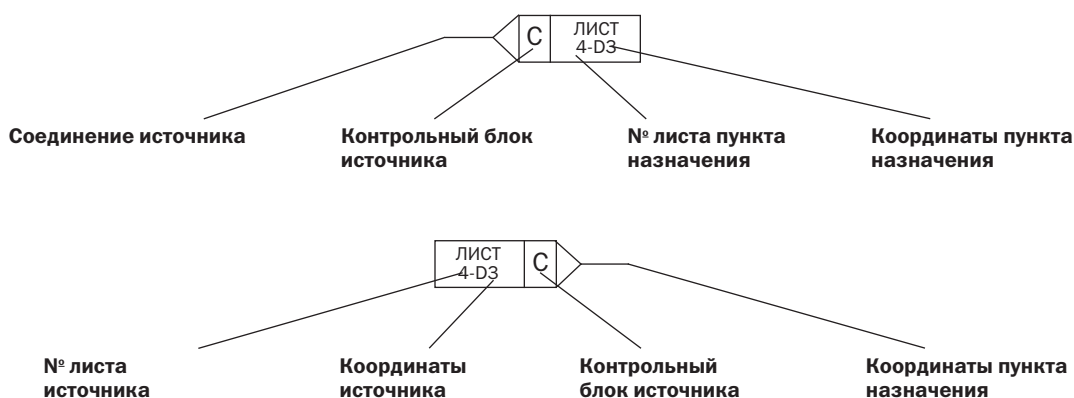 С ЛИСТ
4-D3
Соединение источника
Контрольный блок
источника
№ листа пункта
назначения
Координаты пункта
назначения
ЛИСТ С
4-D3
№ листа
источника
Координаты
источника
Контрольный
блок источника
Координаты пункта
назначения